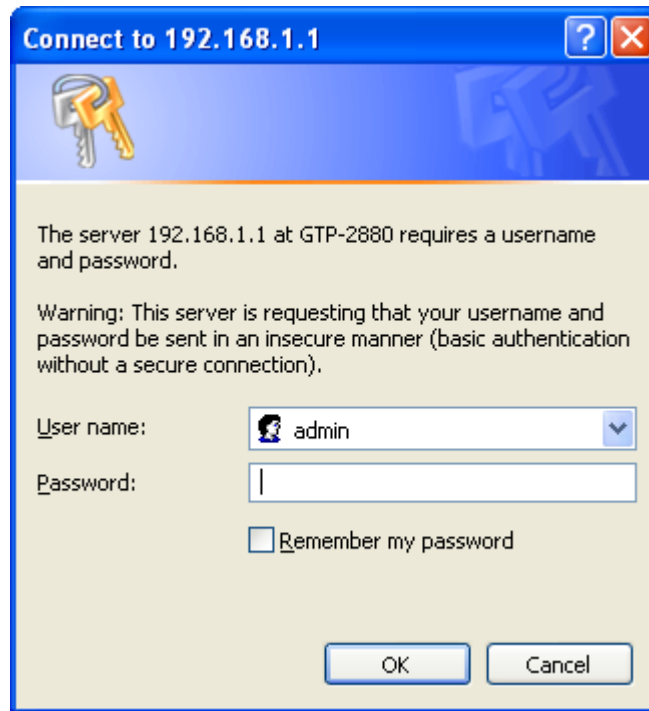 Connect to 192.168.1.1
The server 192.168.1.1 at GTP-2880 requires a username
and password.
Warning: This server is requesting that your username and
password be sent in an insecure manner (basic authentication
without a secure connection).
User name:
admin
Password:
Remember my password
OK
Cancel